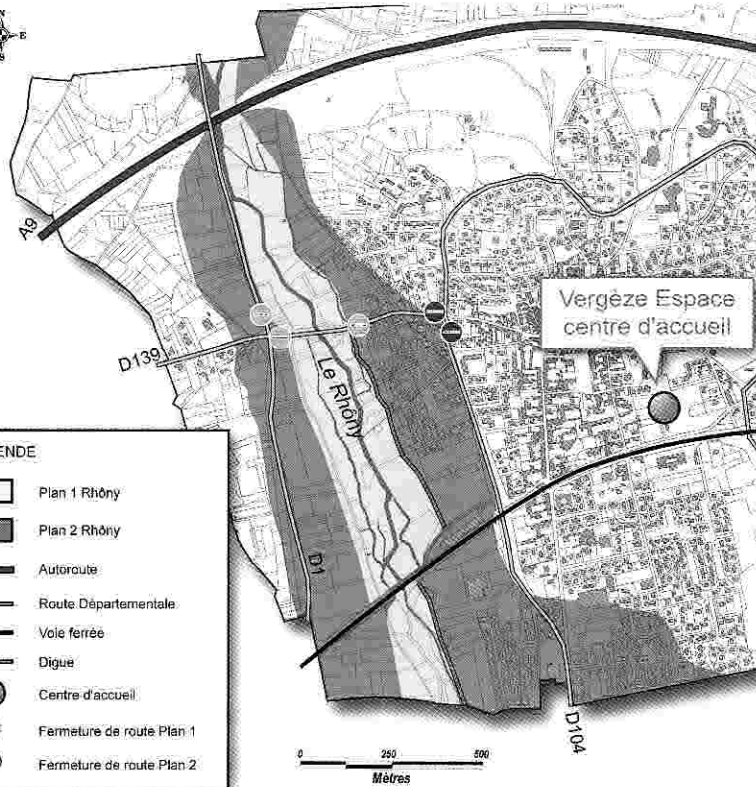 N
E
S
A9
Vergèze Espace
centre d'accueil
D139
Le Rhôny
D1
D104
ENDE
Plan 1 Rhôny
Plan 2 Rhôny
Autoroute
Route Départementale
Voie ferrée
Digue
Centre d'accueil
Fermeture de route Plan 1
Fermeture de route Plan 2
0 250 500
Mètres